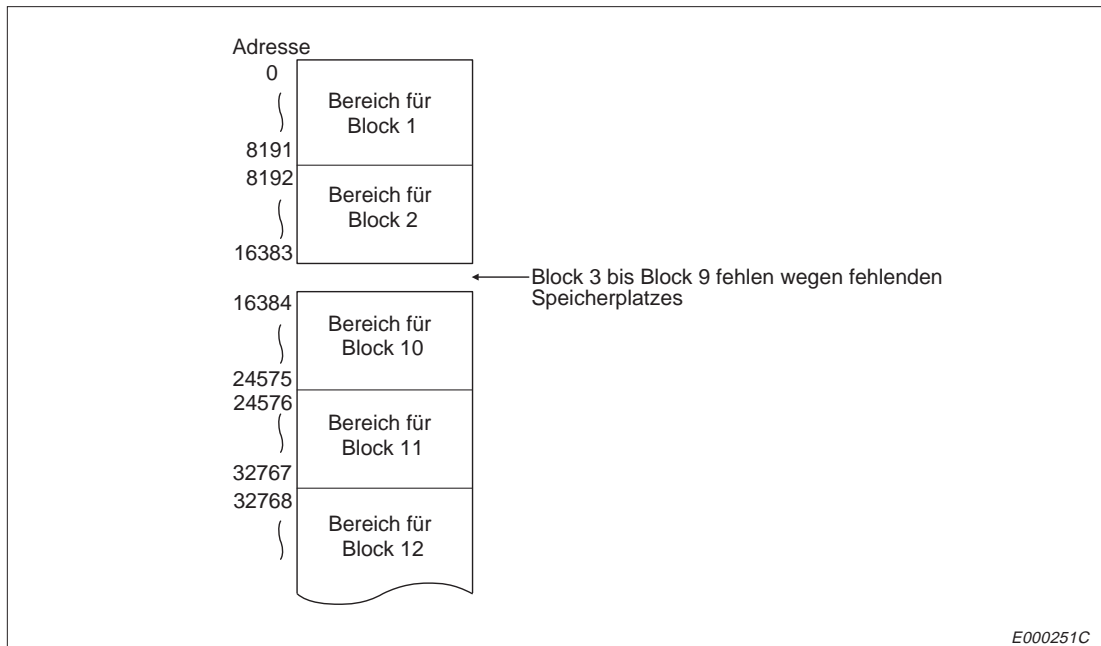 Adresse
0
Bereich für
Block 1
8191
8192
Bereich für
Block 2
16383
Block 3 bis Block 9 fehlen wegen fehlenden
Speicherplatzes
16384
Bereich für
Block 10
24575
24576
Bereich für
Block 11
32767
32768
Bereich für
Block 12
E000251C